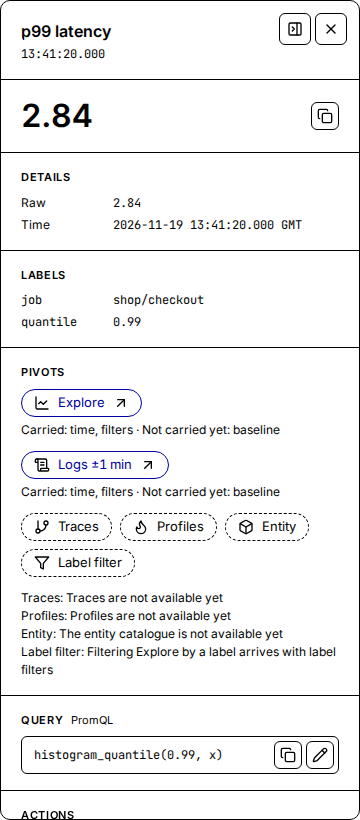 p99 latency
13:41:20.000
2.84
DETAILS
Raw 2.84
Time 2026-11-19 13:41:20.000 GMT
LABELS
job shop/checkout
quantile 0.99
PIVOTS
Explore
Carried: time, filters · Not carried yet: baseline
Logs ±1 min
Carried: time, filters · Not carried yet: baseline
Traces Profiles Entity
Label filter
Traces: Traces are not available yet
Profiles: Profiles are not available yet
Entity: The entity catalogue is not available yet
Label filter: Filtering Explore by a label arrives with label
filters
QUERY PromQL
histogram_quantile(0.99, x)
ACTIONS